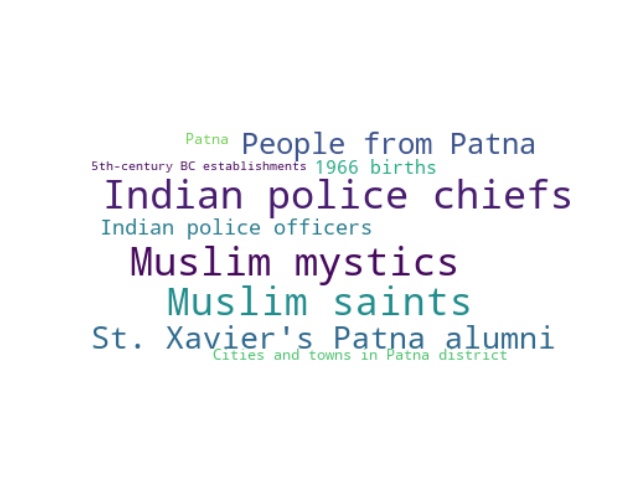 Patna People from Patna
5th-century BC establishments 1966 births
Indian police chiefs
Indian police officers
Muslim mystics
Muslim saints
St. Xavier's Patna alumni
Cities and towns in Patna district